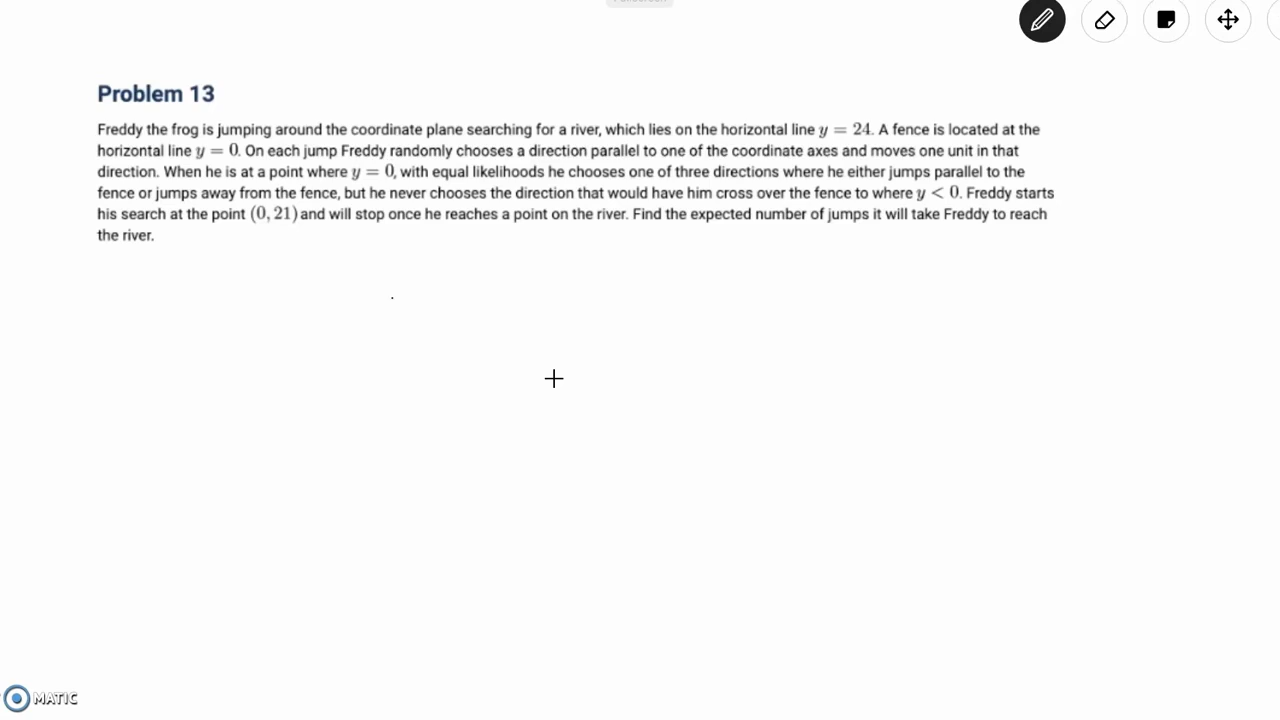 Problem 13
Freddy the frog is jumping around the coordinate plane searching for a river, which lies on the horizontal line y = 24. A fence is located at the
horizontal line y = 0. On each jump Freddy randomly chooses a direction parallel to one of the coordinate axes and moves one unit in that
direction. When he is at a point where y = 0, with equal likelihoods he chooses one of three directions where he either jumps parallel to the
fence or jumps away from the fence, but he never chooses the direction that would have him cross over the fence to where y < 0. Freddy starts
his search at the point (0, 21) and will stop once he reaches a point on the river. Find the expected number of jumps it will take Freddy to reach
the river.
MATIC